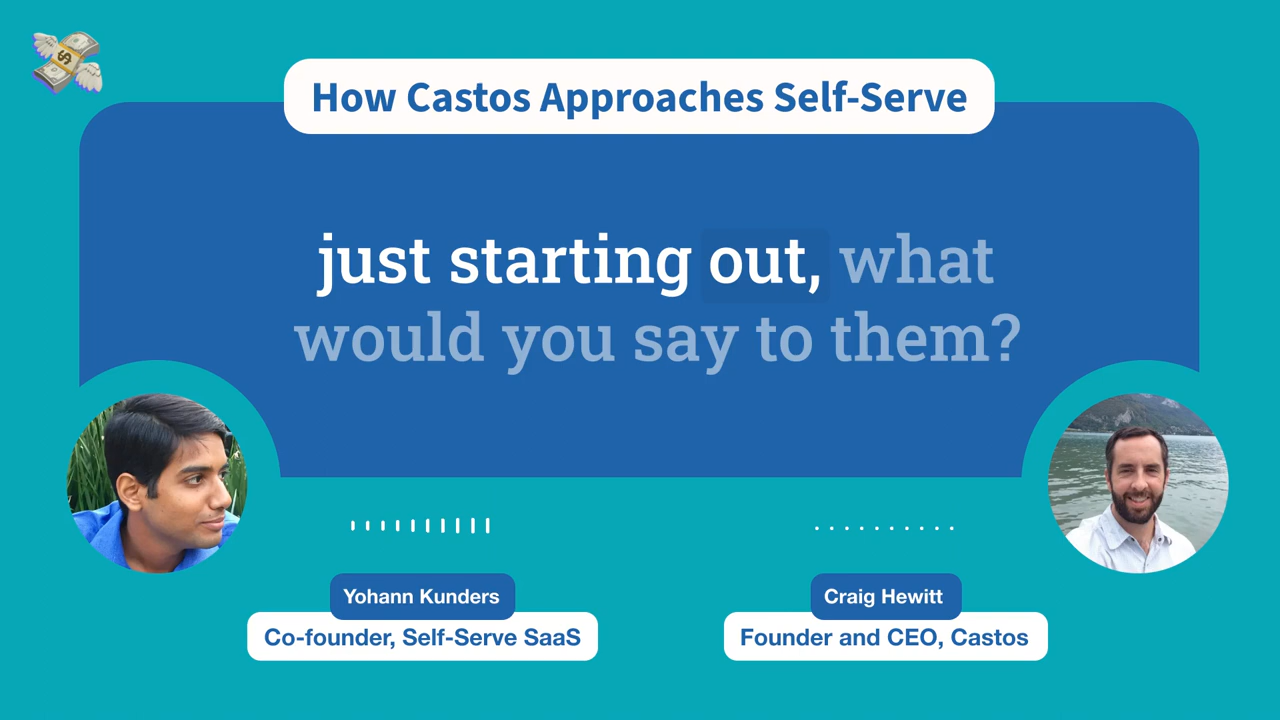 How Castos Approaches Self-Serve
just starting out, what
would you say to them?
Yohann Kunders
Co-founder, Self-Serve SaaS
Craig Hewitt
Founder and CEO, Castos